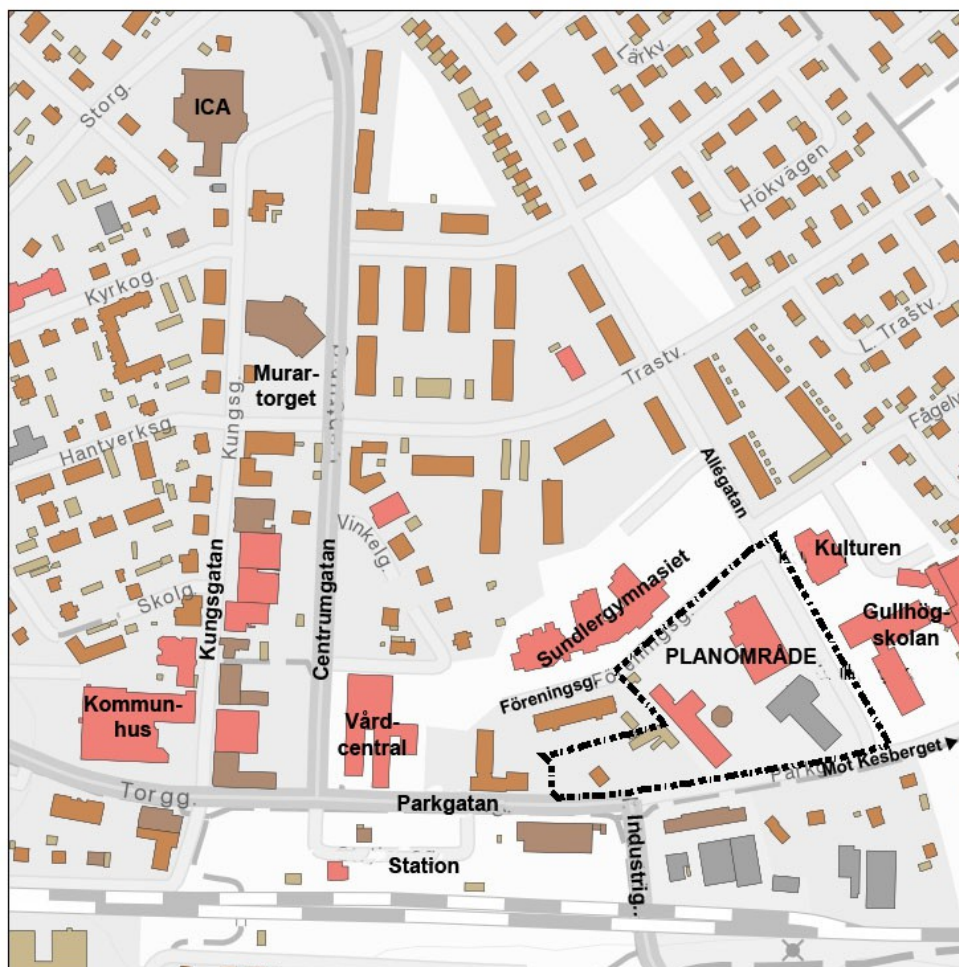 Lärkv.
Storg.
ICA
Hökvägen
Kyrkog.
L. Trastv.
Trastv.
Murar-
torget
Kungsg.
Hantverksg.
Fågelv
Allégatan
Vinkelg.
Kulturen
Sundlergymnasiet
Skolg.
Kungsgatan
Centrumgatan
Gullhög-
skolan
PLANOMRÅDE
Föreningsg.
Föreningsg
Kommun-
hus
Vård-
central
Mot Kesberget
Parkg
Torgg.
Parkgatan
Industrig..
Station